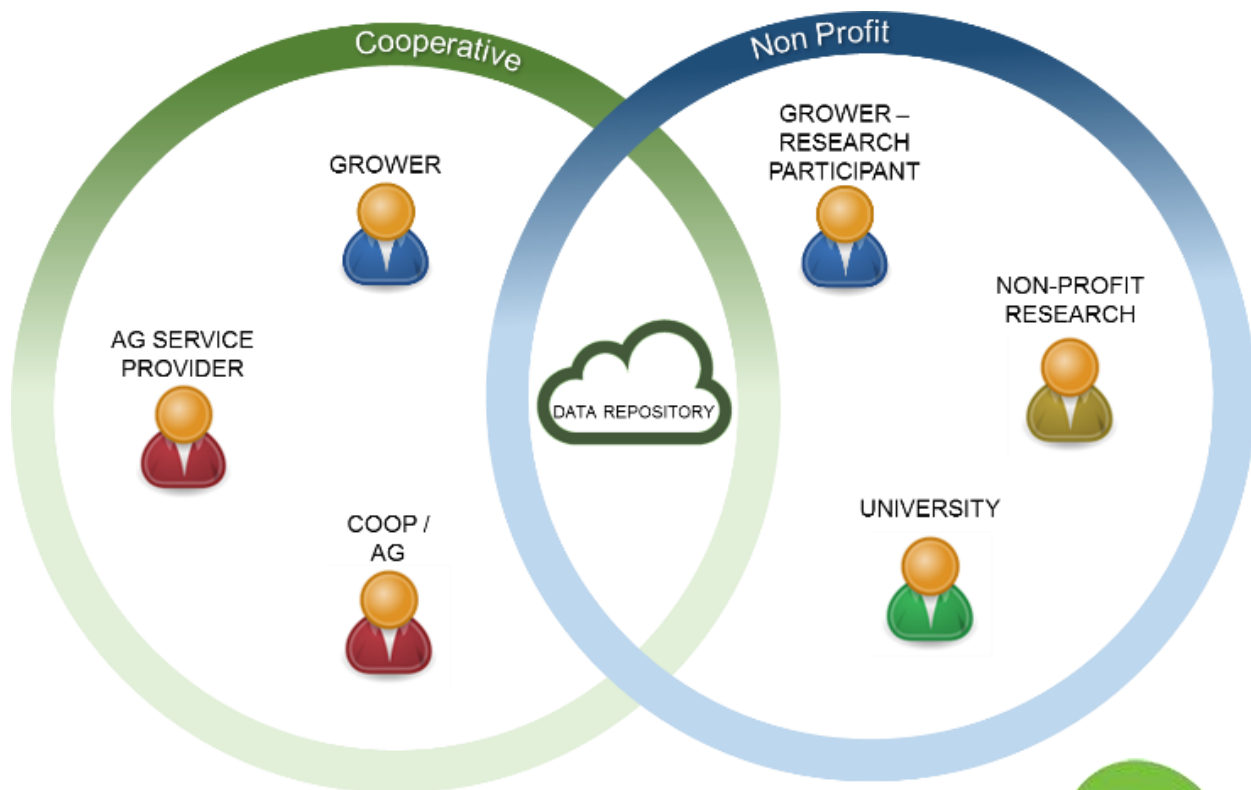 Cooperative
Non Profit
GROWER
GROWER –
RESEARCH
PARTICIPANT
AG SERVICE
PROVIDER
NON-PROFIT
RESEARCH
DATA REPOSITORY
COOP /
AG
UNIVERSITY